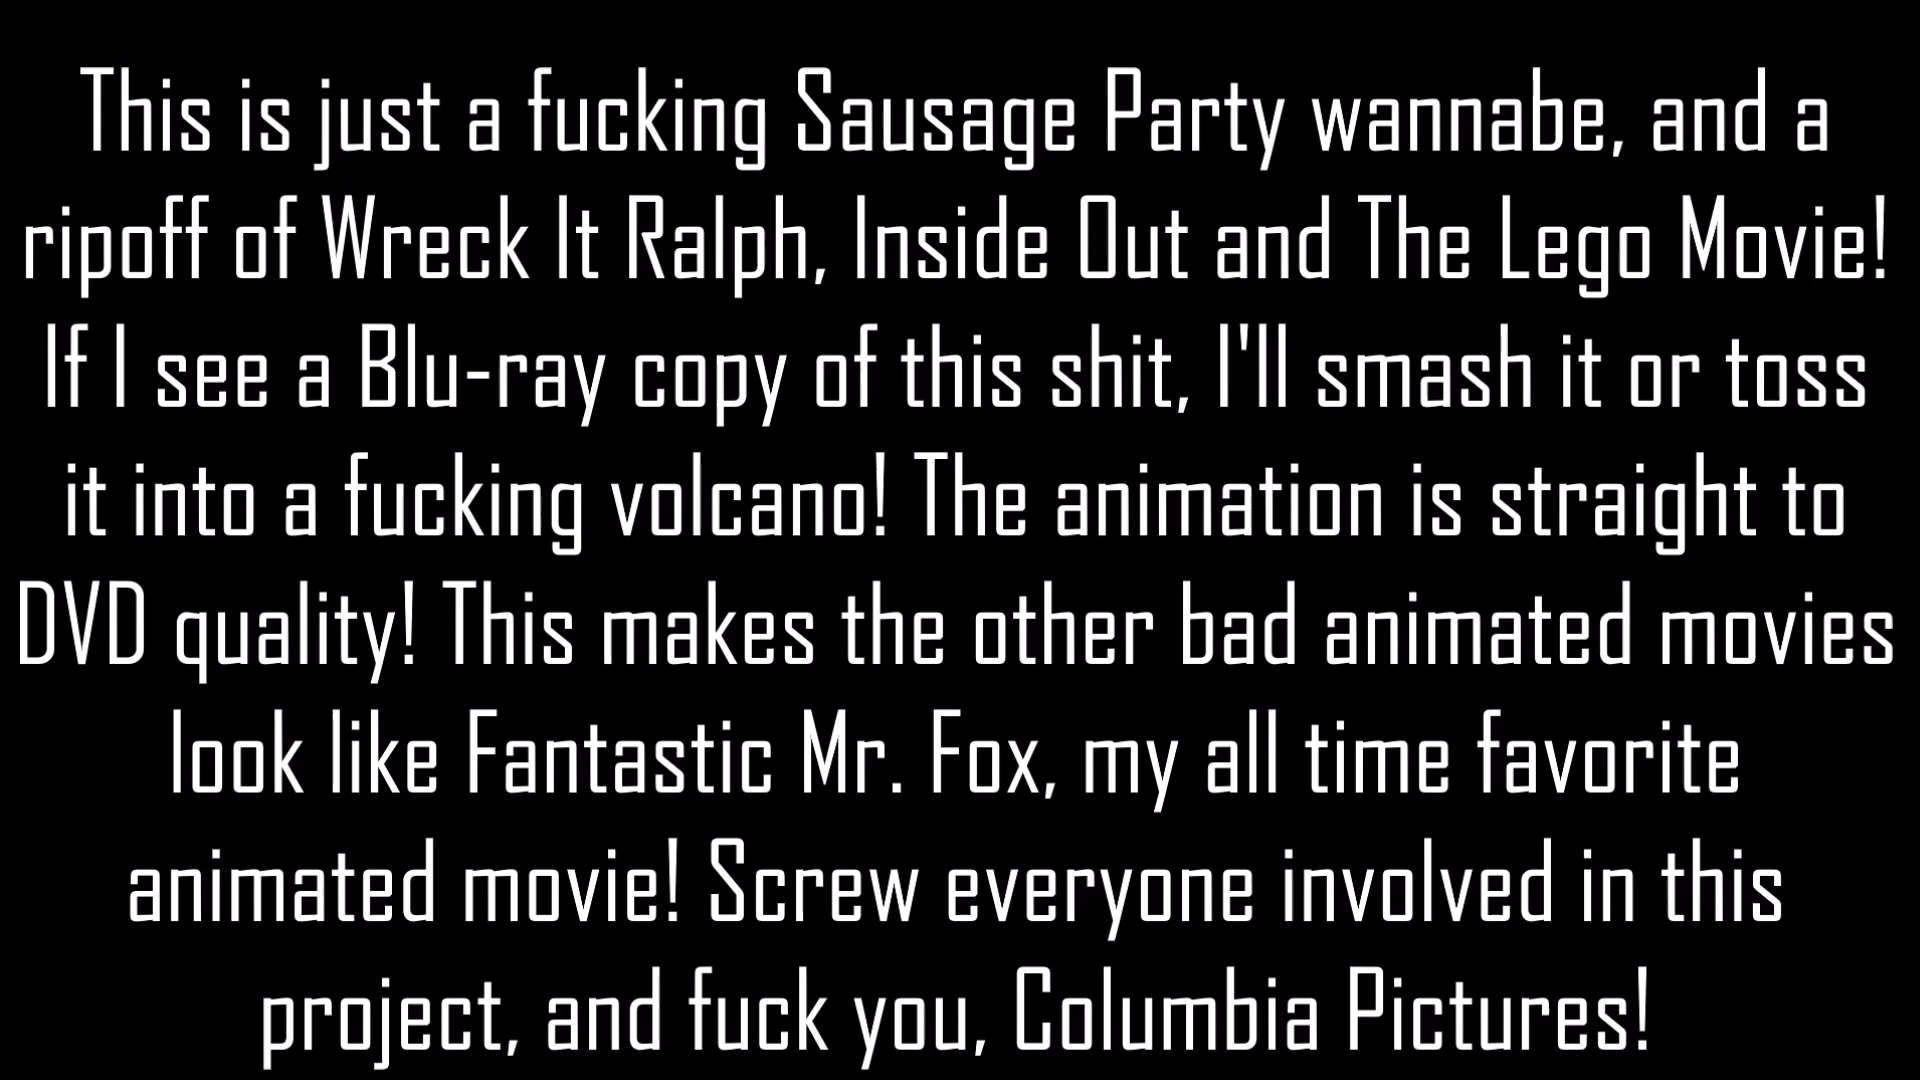 This is just a fucking Sausage Party wannabe, and a
ripoff of Wreck It Ralph, Inside Out and The Lego Movie!
If I see a Blu-ray copy of this shit, I'll smash it or toss
it into a fucking volcano! The animation is straight to
DVD quality! This makes the other bad animated movies
look like Fantastic Mr. Fox, my all time favorite
animated movie! Screw everyone involved in this
project, and fuck you, Columbia Pictures!